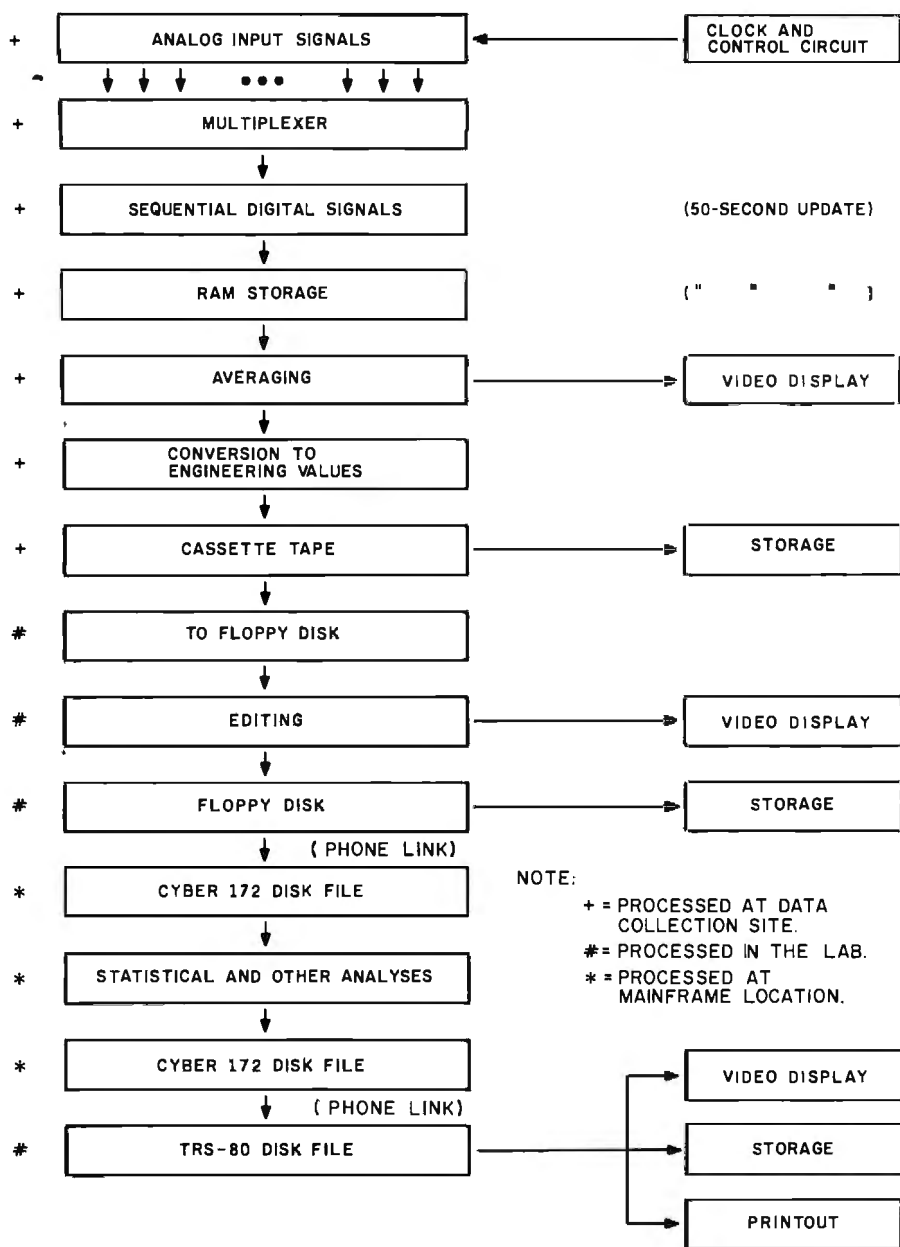 + ANALOG INPUT SIGNALS
CLOCK AND
CONTROL CIRCUIT
+ MULTIPLEXER
+ SEQUENTIAL DIGITAL SIGNALS (50-SECOND UPDATE)
+ RAM STORAGE (" " " )
+ AVERAGING VIDEO DISPLAY
+ CONVERSION TO
ENGINEERING VALUES
+ CASSETTE TAPE STORAGE
# TO FLOPPY DISK
# EDITING VIDEO DISPLAY
# FLOPPY DISK STORAGE
(PHONE LINK)
* CYBER 172 DISK FILE
* STATISTICAL AND OTHER ANALYSES
* CYBER 172 DISK FILE
(PHONE LINK)
# TRS-80 DISK FILE
NOTE:
+ = PROCESSED AT DATA
COLLECTION SITE.
# = PROCESSED IN THE LAB.
* = PROCESSED AT
MAINFRAME LOCATION.
VIDEO DISPLAY
STORAGE
PRINTOUT